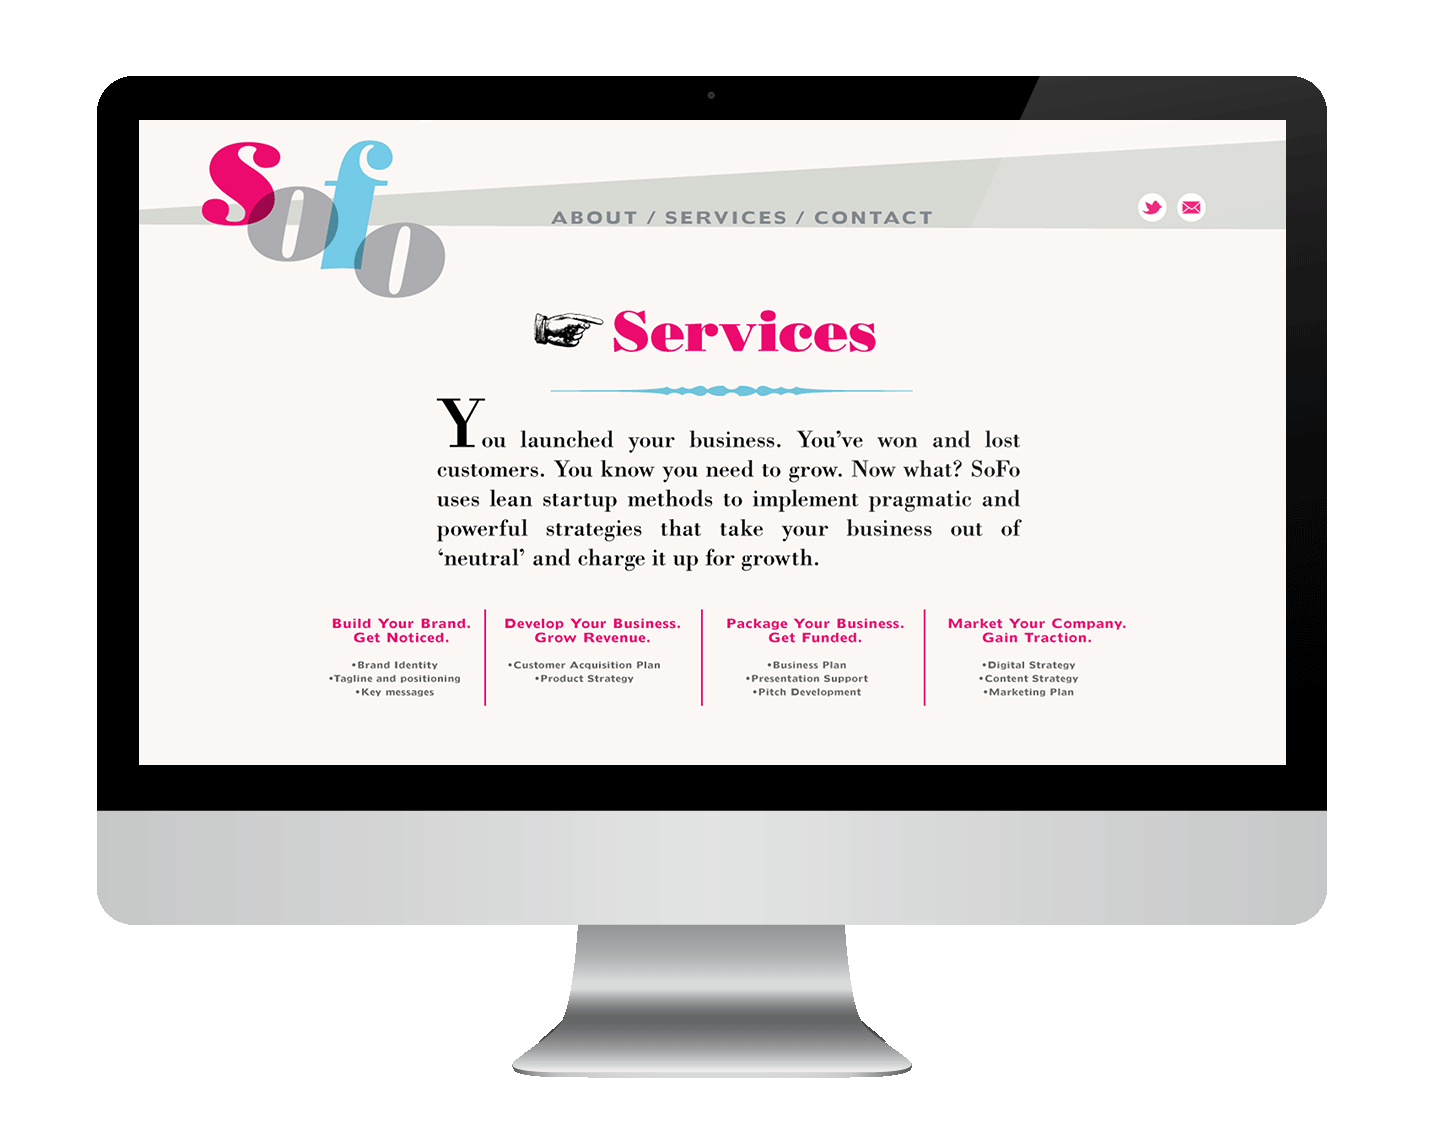 SoFo
ABOUT / SERVICES / CONTACT
Services
You launched your business. You’ve won and lost
customers. You know you need to grow. Now what? SoFo
uses lean startup methods to implement pragmatic and
powerful strategies that take your business out of
‘neutral’ and charge it up for growth.
Build Your Brand.
Get Noticed.
•Brand Identity
•Tagline and positioning
•Key messages
Develop Your Business.
Grow Revenue.
•Customer Acquisition Plan
•Product Strategy
Package Your Business.
Get Funded.
•Business Plan
•Presentation Support
•Pitch Development
Market Your Company.
Gain Traction.
•Digital Strategy
•Content Strategy
•Marketing Plan